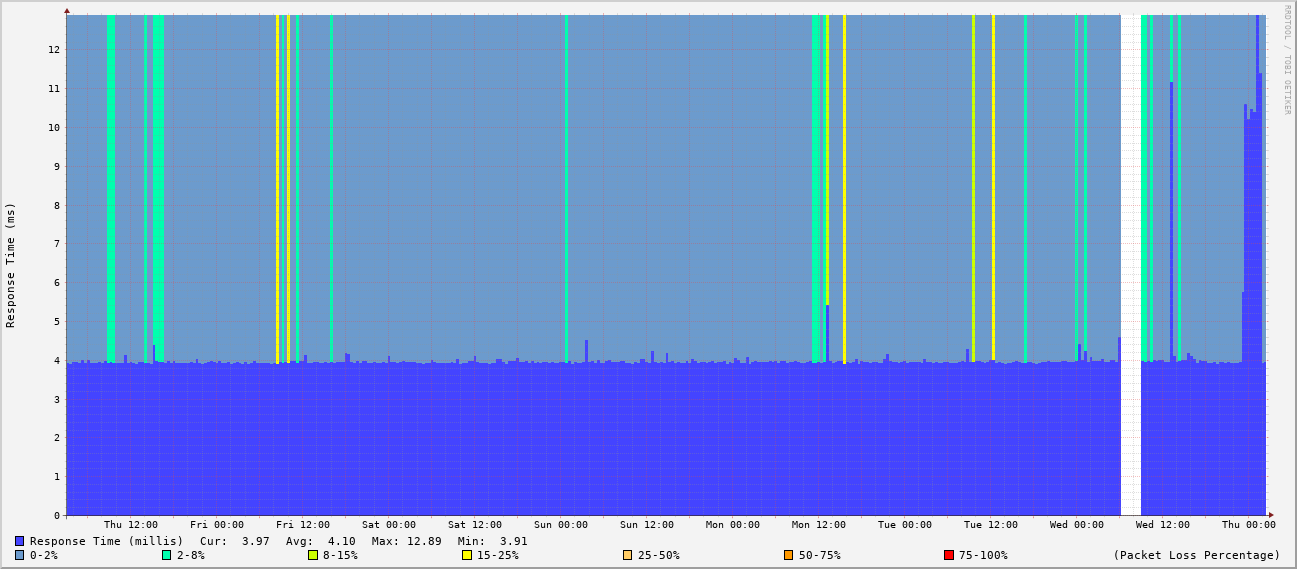 RRDTOOL / TOBI OETIKER
Response Time (ms)
12
11
10
9
8
7
6
5
4
3
2
1
0
Thu 12:00 Fri 00:00 Fri 12:00 Sat 00:00 Sat 12:00 Sun 00:00 Sun 12:00 Mon 00:00 Mon 12:00 Tue 00:00 Tue 12:00 Wed 00:00 Wed 12:00 Thu 00:00
Response Time (millis) Cur: 3.97 Avg: 4.10 Max: 12.89 Min: 3.91
0-2% 2-8% 8-15% 15-25% 25-50% 50-75% 75-100% (Packet Loss Percentage)